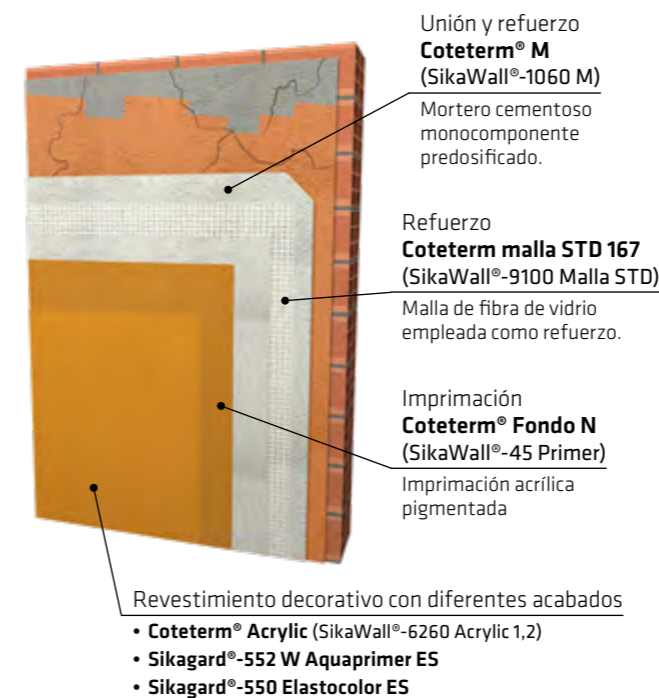 Unión y refuerzo
Coteterm® M
(SikaWall®-1060 M)
Mortero cementoso
monocomponente
predosificado.
Refuerzo
Coteterm malla STD 167
(SikaWall®-9100 Malla STD)
Malla de fibra de vidrio
empleada como refuerzo.
Imprimación
Coteterm® Fondo N
(SikaWall®-45 Primer)
Imprimación acrílica
pigmentada
Revestimiento decorativo con diferentes acabados
• Coteterm® Acrylic (SikaWall®-6260 Acrylic 1,2)
• Sikagard®-552 W Aquaprimer ES
• Sikagard®-550 Elastocolor ES